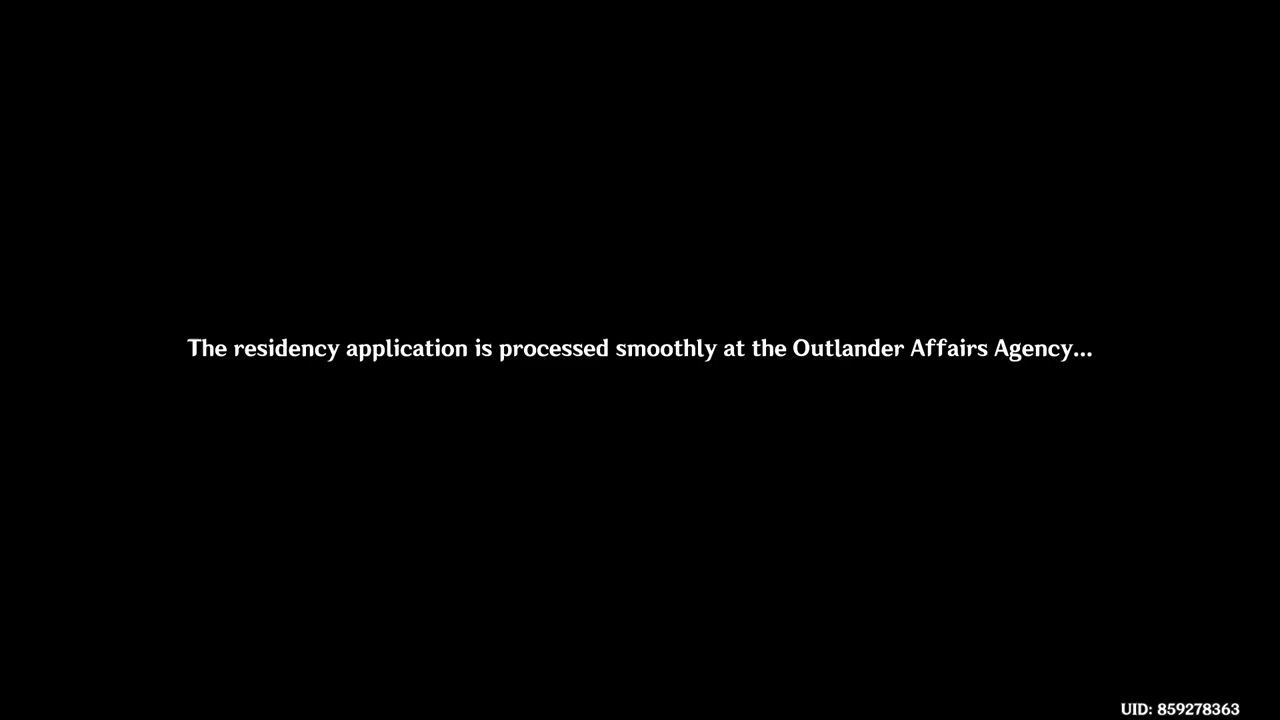 The residency application is processed smoothly at the Outlander Affairs Agency...
UID: 859278363